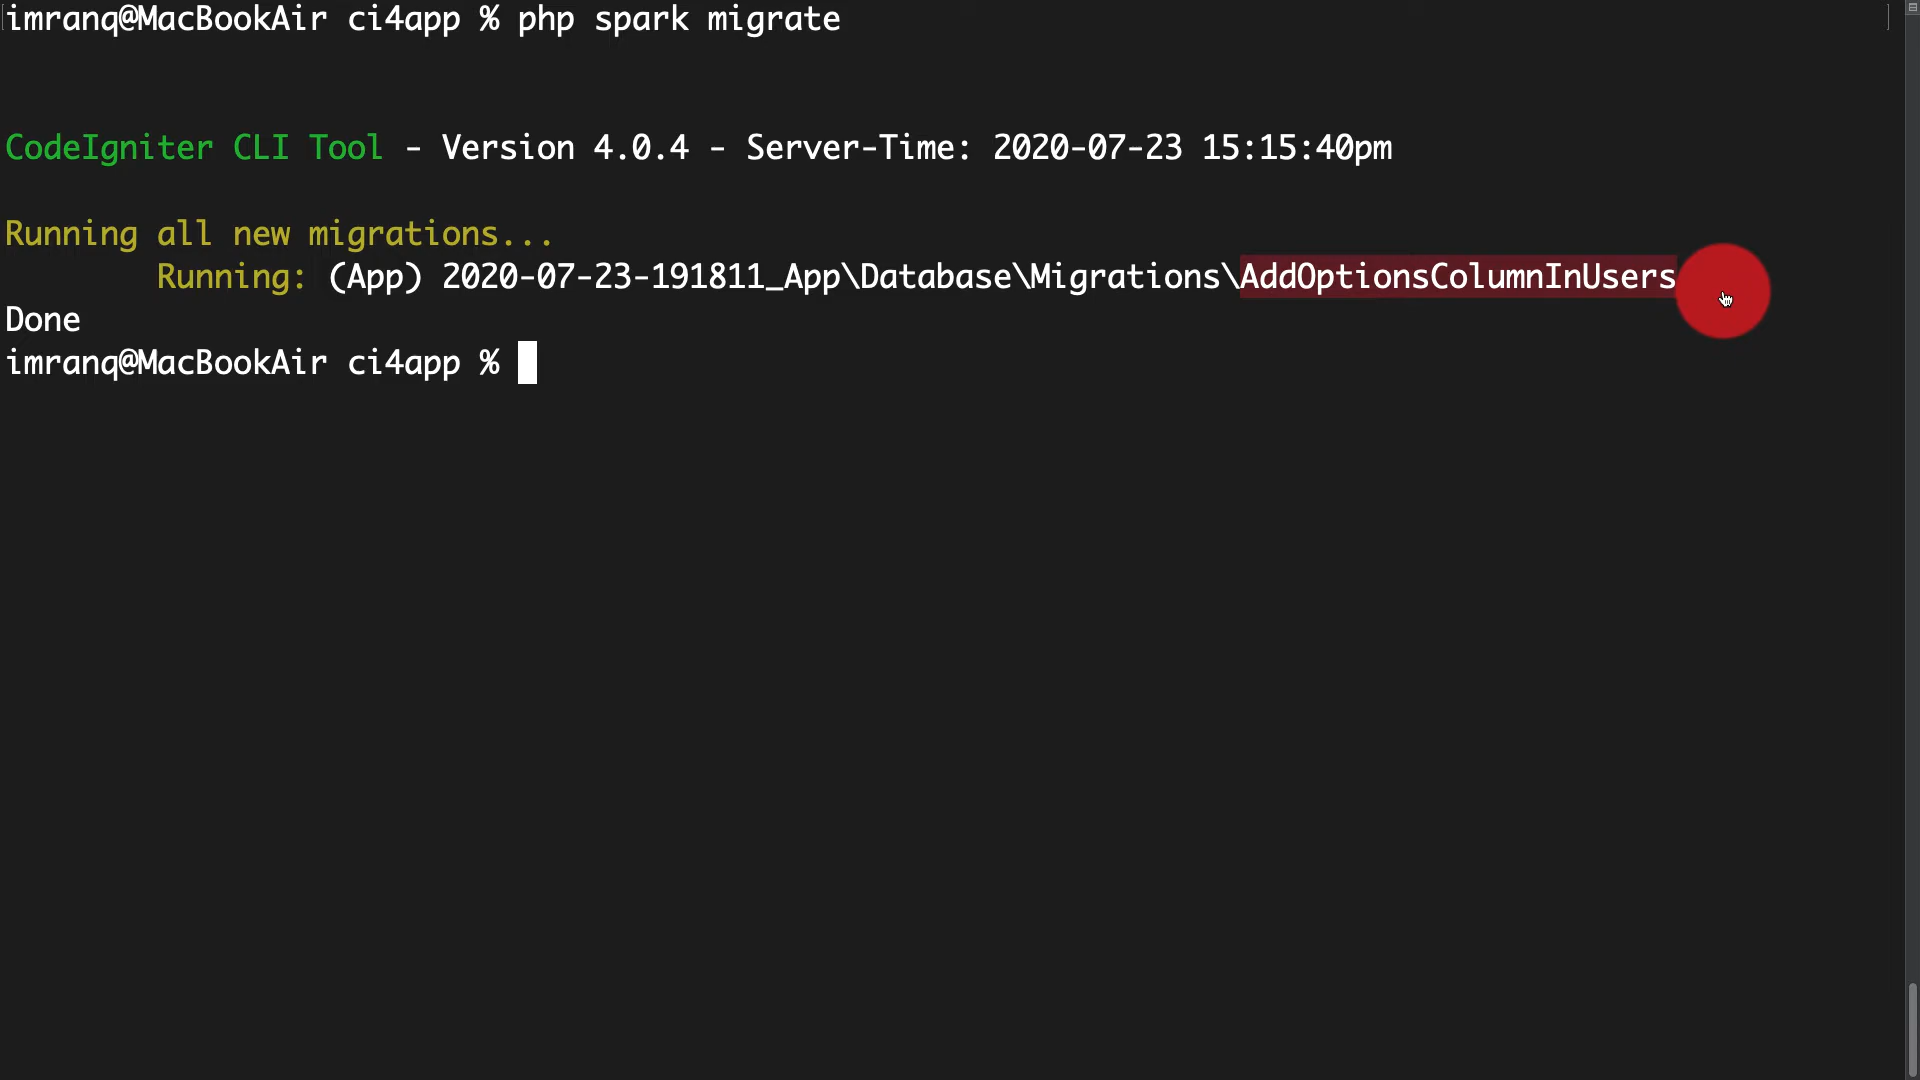 imranq@MacBookAir ci4app % php spark migrate
CodeIgniter CLI Tool - Version 4.0.4 - Server-Time: 2020-07-23 15:15:40pm
Running all new migrations...
Running: (App) 2020-07-23-191811_App\Database\Migrations\AddOptionsColumnInUsers
Done
imranq@MacBookAir ci4app %